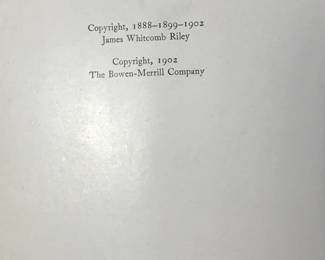 Copyright, 1888–1899–1902
James Whitcomb Riley
Copyright, 1902
The Bowen-Merrill Company